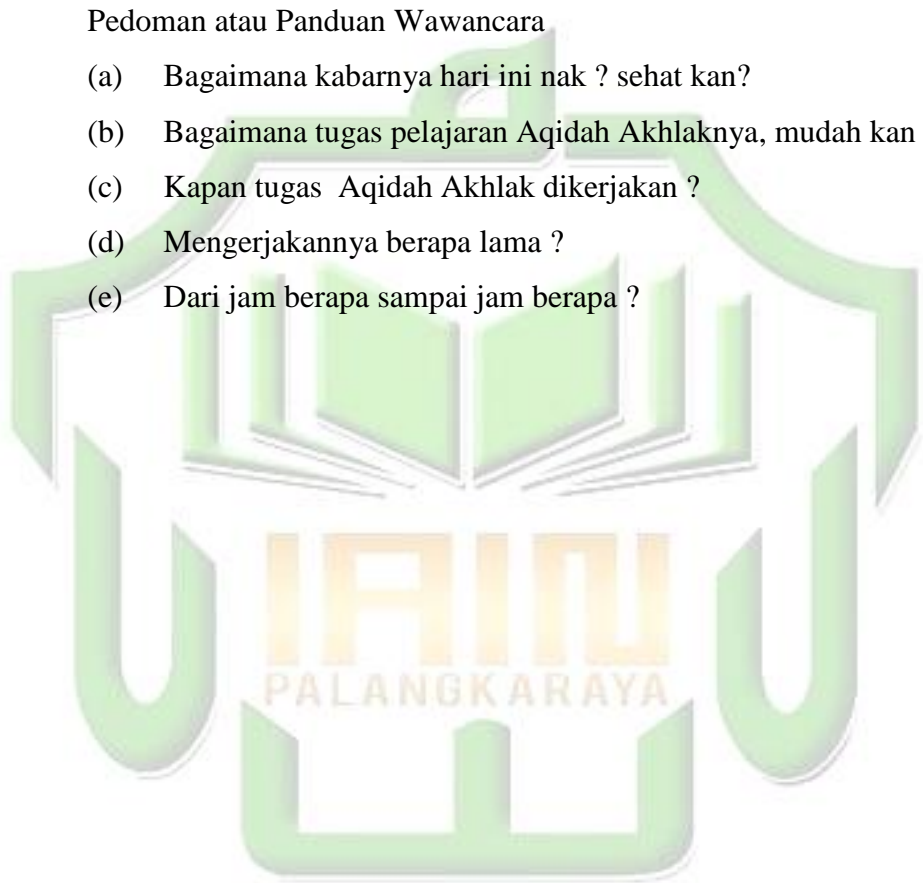 Pedoman atau Panduan Wawancara
(a) Bagaimana kabarnya hari ini nak ? sehat kan?
(b) Bagaimana tugas pelajaran Aqidah Akhlaknya, mudah kan
(c) Kapan tugas Aqidah Akhlak dikerjakan ?
(d) Mengerjakannya berapa lama ?
(e) Dari jam berapa sampai jam berapa ?
IAIN
PALANGKARAYA